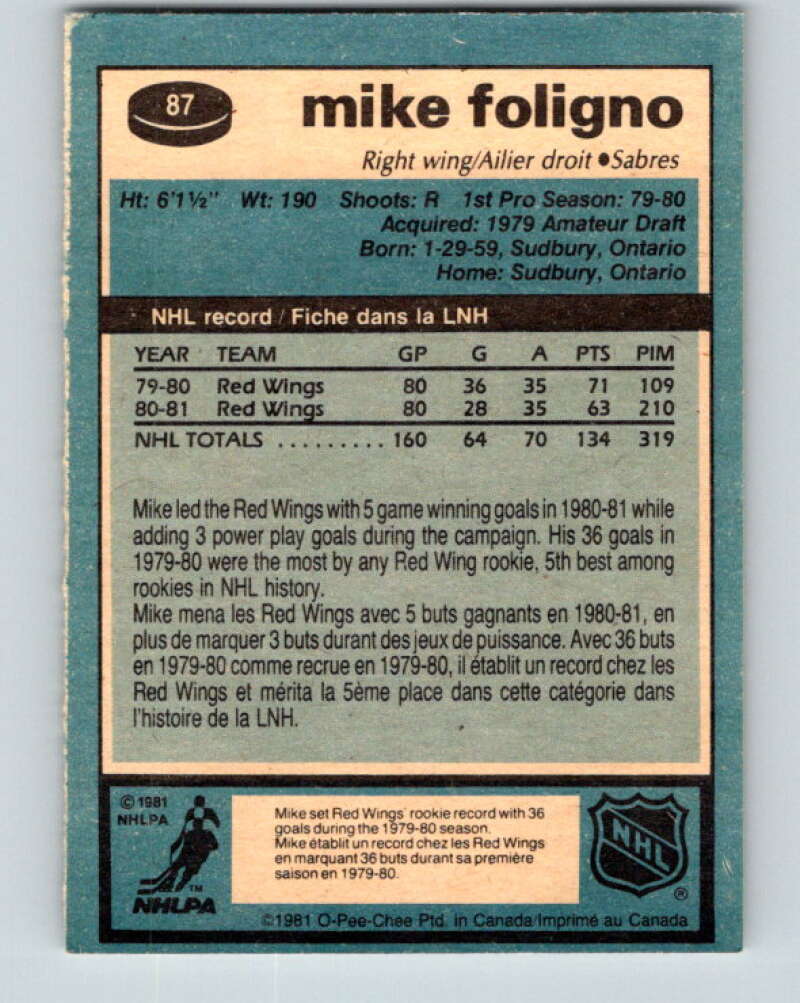 87
mike foligno
Right wing/Ailier droit ●Sabres
Ht: 6'1½" Wt: 190 Shoots: R 1st Pro Season: 79-80
Acquired: 1979 Amateur Draft
Born: 1-29-59, Sudbury, Ontario
Home: Sudbury, Ontario
NHL record / Fiche dans la LNH
YEAR TEAM GP G A PTS PIM
79-80 Red Wings 80 36 35 71 109
80-81 Red Wings 80 28 35 63 210
NHL TOTALS .......... 160 64 70 134 319
Mike led the Red Wings with 5 game winning goals in 1980-81 while
adding 3 power play goals during the campaign. His 36 goals in
1979-80 were the most by any Red Wing rookie, 5th best among
rookies in NHL history.
Mike mena les Red Wings avec 5 buts gagnants en 1980-81, en
plus de marquer 3 buts durant des jeux de puissance. Avec 36 buts
en 1979-80 comme recrue en 1979-80, il établit un record chez les
Red Wings et mérita la 5ème place dans cette catégorie dans
l'histoire de la LNH.
© 1981
NHLPA
TM
NHLPA
Mike set Red Wings' rookie record with 36
goals during the 1979-80 season.
Mike établit un record chez les Red Wings
en marquant 36 buts durant sa première
saison en 1979-80.
NHL
®
©1981 O-Pee-Chee Ptd. in Canada/Imprimé au Canada